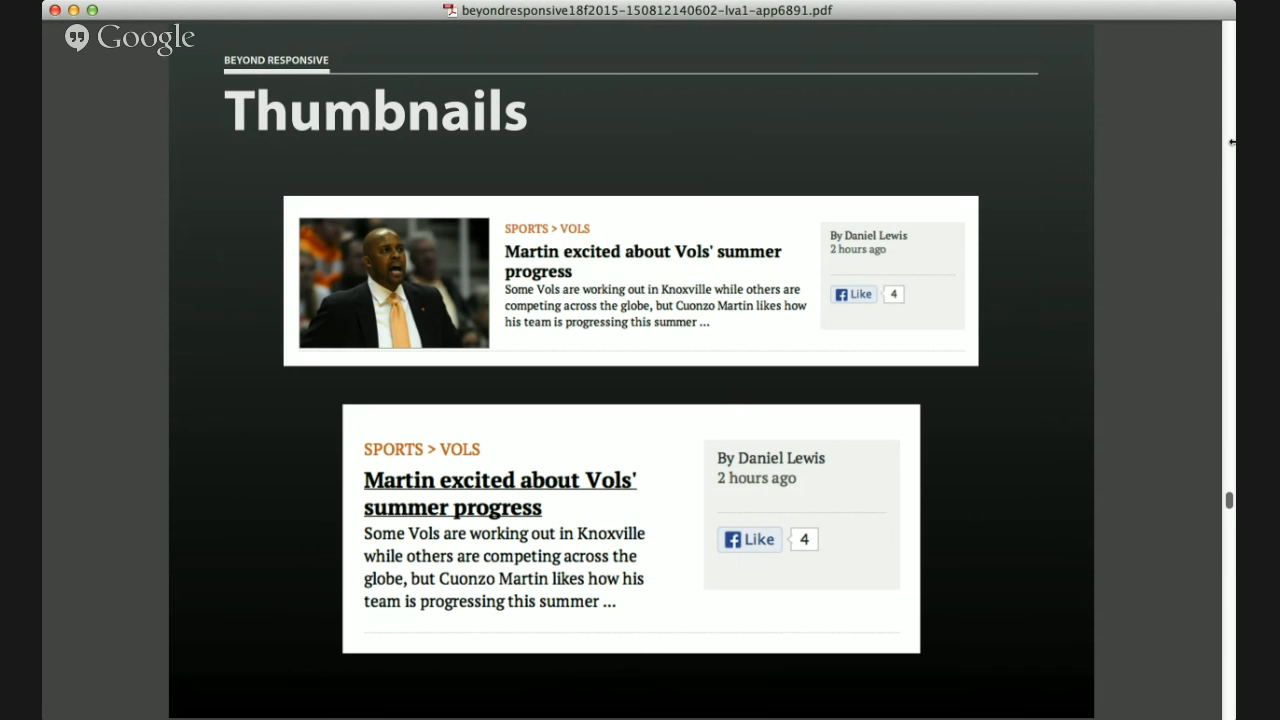 beyondresponsive18f2015-150812140602-lva1-app6891.pdf
Google
BEYOND RESPONSIVE
Thumbnails
SPORTS > VOLS
Martin excited about Vols' summer
progress
Some Vols are working out in Knoxville while others are
competing across the globe, but Cuonzo Martin likes how
his team is progressing this summer ...
By Daniel Lewis
2 hours ago
Like 4
SPORTS > VOLS
Martin excited about Vols'
summer progress
Some Vols are working out in Knoxville
while others are competing across the
globe, but Cuonzo Martin likes how his
team is progressing this summer ...
By Daniel Lewis
2 hours ago
Like 4